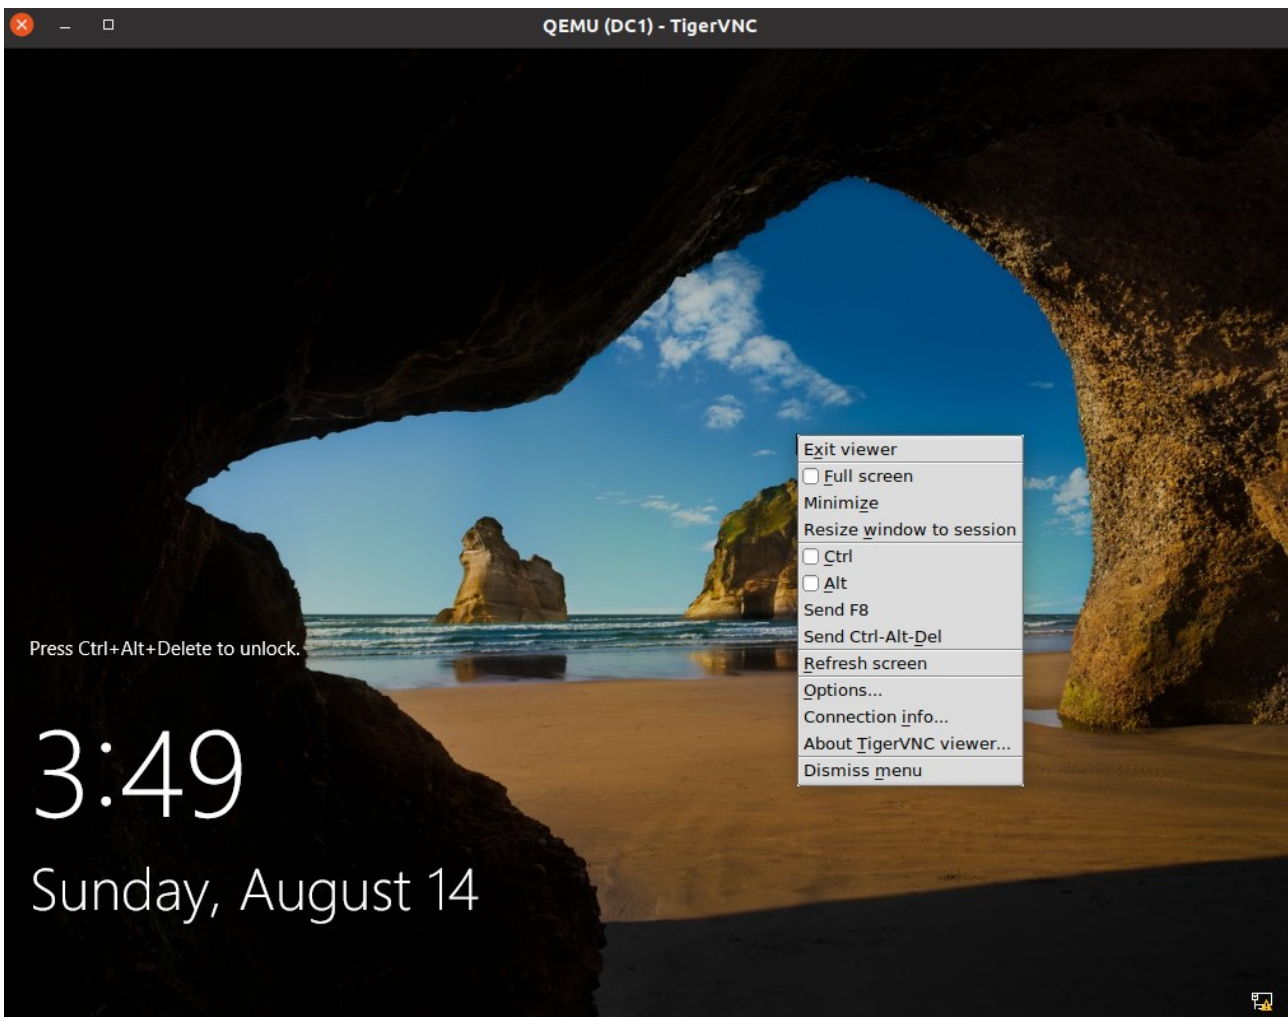 QEMU (DC1) - TigerVNC
Exit viewer
Full screen
Minimize
Resize window to session
Ctrl
Alt
Send F8
Send Ctrl-Alt-Del
Refresh screen
Options...
Connection info...
About TigerVNC viewer...
Dismiss menu
Press Ctrl+Alt+Delete to unlock.
3:49
Sunday, August 14